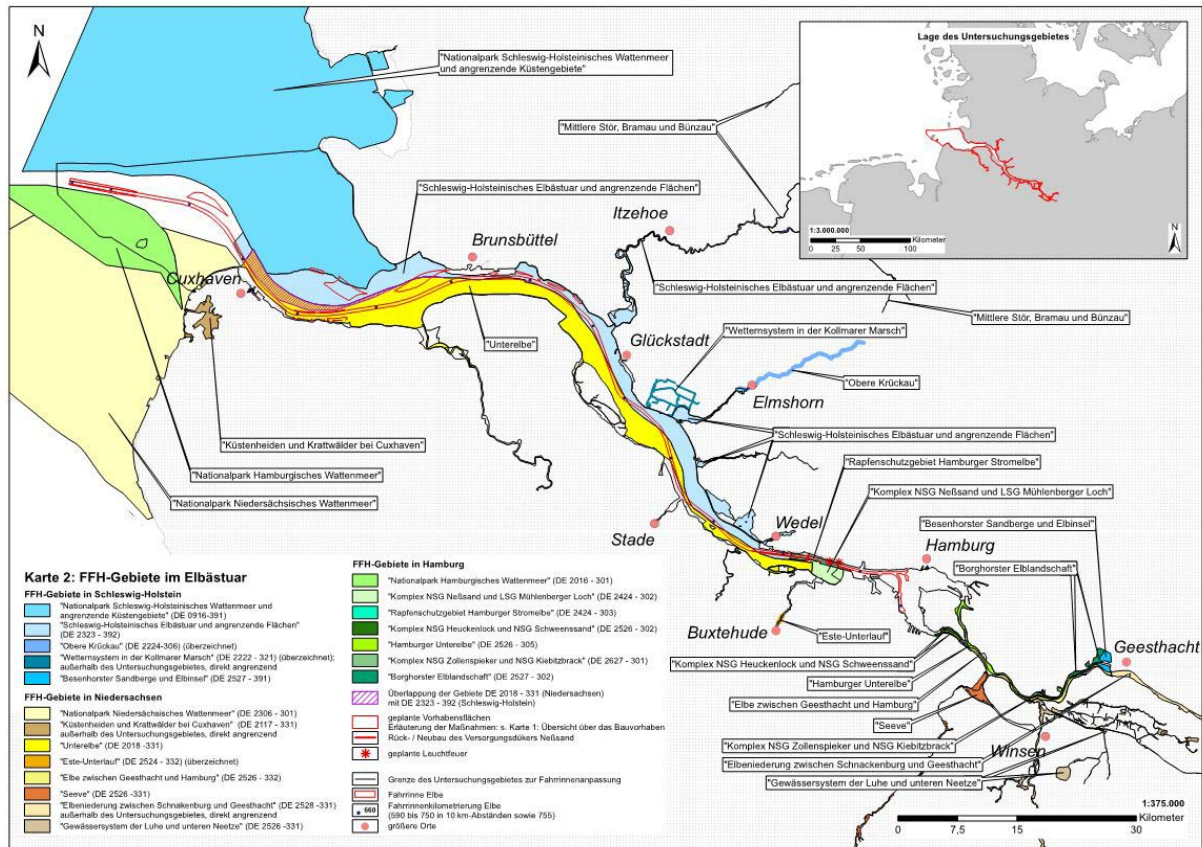 N
Lage des Untersuchungsgebietes
1:3.000.000
0 25 50 100
Kilometer
N
"Nationalpark Schleswig-Holsteinisches Wattenmeer
und angrenzende Küstengebiete"
"Mittlere Stör, Bramau und Bünzau"
"Schleswig-Holsteinisches Elbästuar und angrenzende Flächen"
Itzehoe
Brunsbüttel
Cuxhaven
"Schleswig-Holsteinisches Elbästuar und angrenzende Flächen"
"Mittlere Stör, Bramau und Bünzau"
"Wetternsystem in der Kollmarer Marsch"
"Unterelbe"
Glückstadt
"Obere Krückau"
Elmshorn
"Küstenheiden und Krattwälder bei Cuxhaven"
"Schleswig-Holsteinisches Elbästuar und angrenzende Flächen"
"Nationalpark Hamburgisches Wattenmeer"
"Rapfenschutzgebiet Hamburger Stromelbe"
"Nationalpark Niedersächsisches Wattenmeer"
"Komplex NSG Neßsand und LSG Mühlenberger Loch"
Stade
Wedel
"Besenhorster Sandberge und Elbinsel"
Hamburg
"Borghorster Elblandschaft"
Buxtehude
"Este-Unterlauf"
Geesthacht
"Komplex NSG Heuckenlock und NSG Schweensand"
"Hamburger Unterelbe"
"Elbe zwischen Geesthacht und Hamburg"
"Seeve"
"Komplex NSG Zollenspieker und NSG Kiebitzbrack"
Winsen
"Elbeniederung zwischen Schnackenburg und Geesthacht"
"Gewässersystem der Luhe und unteren Neetze"
1:375.000
Kilometer
0 7,5 15 30
Karte 2: FFH-Gebiete im Elbästuar
FFH-Gebiete in Schleswig-Holstein
"Nationalpark Schleswig-Holsteinisches Wattenmeer und
angrenzende Küstengebiete" (DE 0916-391)
"Schleswig-Holsteinisches Elbästuar und angrenzende Flächen"
(DE 2323 - 392)
"Obere Krückau" (DE 2224-306) (überzeichnet)
"Wetternsystem in der Kollmarer Marsch" (DE 2222 - 321) (überzeichnet);
außerhalb des Untersuchungsgebietes, direkt angrenzend
"Besenhorster Sandberge und Elbinsel" (DE 2527 - 391)
FFH-Gebiete in Niedersachsen
"Nationalpark Niedersächsisches Wattenmeer" (DE 2306 - 301)
"Küstenheiden und Krattwälder bei Cuxhaven" (DE 2117 - 331)
außerhalb des Untersuchungsgebietes, direkt angrenzend
"Unterelbe" (DE 2018 -331)
"Este-Unterlauf" (DE 2524 - 332) (überzeichnet)
"Elbe zwischen Geesthacht und Hamburg" (DE 2526 - 332)
"Seeve" (DE 2526 -331)
"Elbeniederung zwischen Schnakenburg und Geesthacht" (DE 2528 -331)
außerhalb des Untersuchungsgebietes, direkt angrenzend
"Gewässersystem der Luhe und unteren Neetze" (DE 2526 -331)
FFH-Gebiete in Hamburg
"Nationalpark Hamburgisches Wattenmeer" (DE 2016 - 301)
"Komplex NSG Neßsand und LSG Mühlenberger Loch" (DE 2424 - 302)
"Rapfenschutzgebiet Hamburger Stromelbe" (DE 2424 - 303)
"Komplex NSG Heuckenlock und NSG Schweenssand" (DE 2526 - 302)
"Hamburger Unterelbe" (DE 2526 - 305)
"Komplex NSG Zollenspieker und NSG Kiebitzbrack" (DE 2627 - 301)
"Borghorster Elblandschaft" (DE 2527 - 302)
Überlappung der Gebiete DE 2018 - 331 (Niedersachsen)
mit DE 2323 - 392 (Schleswig-Holstein)
geplante Vorhabensflächen
Erläuterung der Maßnahmen: s. Karte 1: Übersicht über das Bauvorhaben
Rück- / Neubau des Versorgungsdükers Neßsand
geplante Leuchtfeuer
Grenze des Untersuchungsgebietes zur Fahrrinnenanpassung
Fahrrinne Elbe
660 Fahrrinnenkilometrierung Elbe
(590 bis 750 in 10 km-Abständen sowie 755)
größere Orte